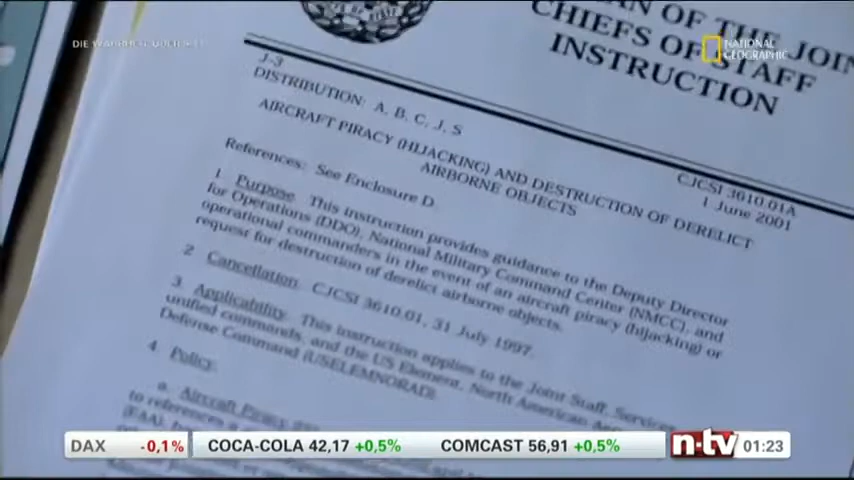 CHIEFS OF STAFF
INSTRUCTION
NATIONAL
GEOGRAPHIC
J-3
DISTRIBUTION: A, B, C, J, S
CJCSI 3610.01A
1 June 2001
AIRCRAFT PIRACY (HIJACKING) AND DESTRUCTION OF DERELICT
AIRBORNE OBJECTS
References: See Enclosure D
1 Purpose. This instruction provides guidance to the Deputy Director
for Operations (DDO), National Military Command Center (NMCC), and
operational commanders in the event of an aircraft piracy (hijacking) or
request for destruction of derelict airborne objects.
2 Cancellation. CJCSI 3610.01, 31 July 1997.
3 Applicability. This instruction applies to the Joint Staff, Services
unified commands, and the US Element, North American
Defense Command (USELEMNORAD).
4 Policy.
a. Aircraft Piracy
to references a
(FAA),
DAX -0,1% COCA-COLA 42,17 +0,5% COMCAST 56,91 +0,5% n-tv 01:23